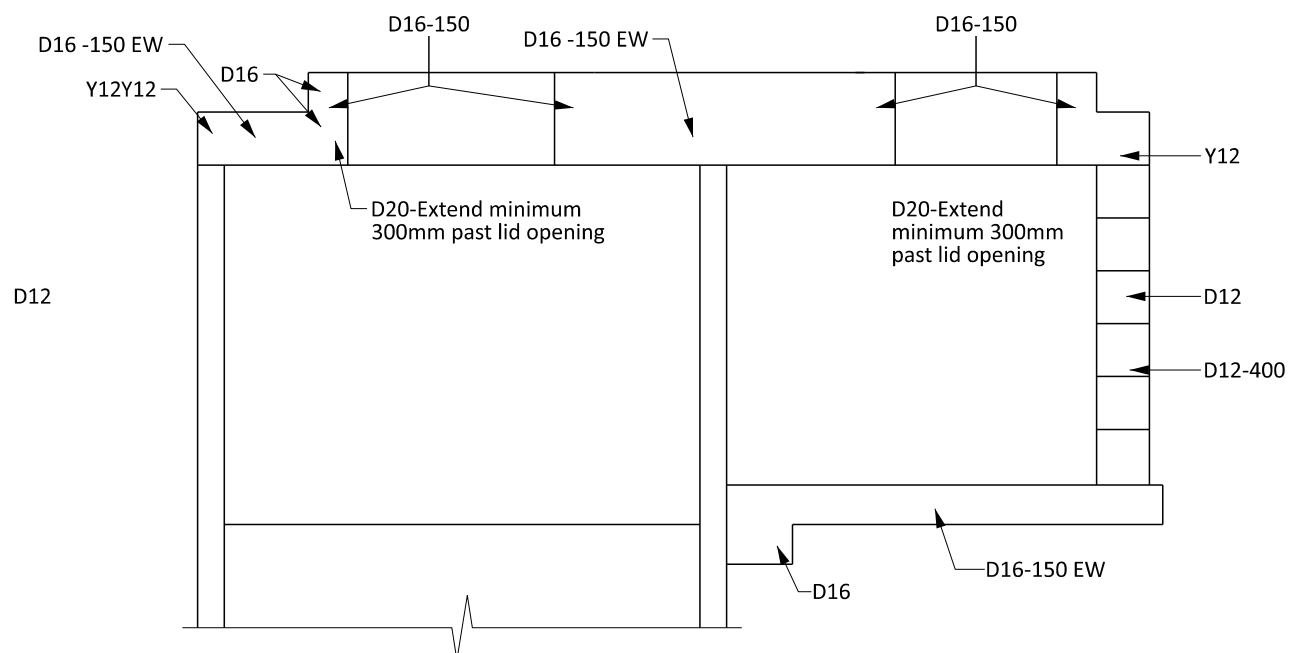 D16-150
D16-150
D16 -150 EW
D16 -150 EW
D16
Y12Y12
Y12
D20-Extend minimum
300mm past lid opening
D20-Extend
minimum 300mm
past lid opening
D12
D12
D12-400
D16-150 EW
D16